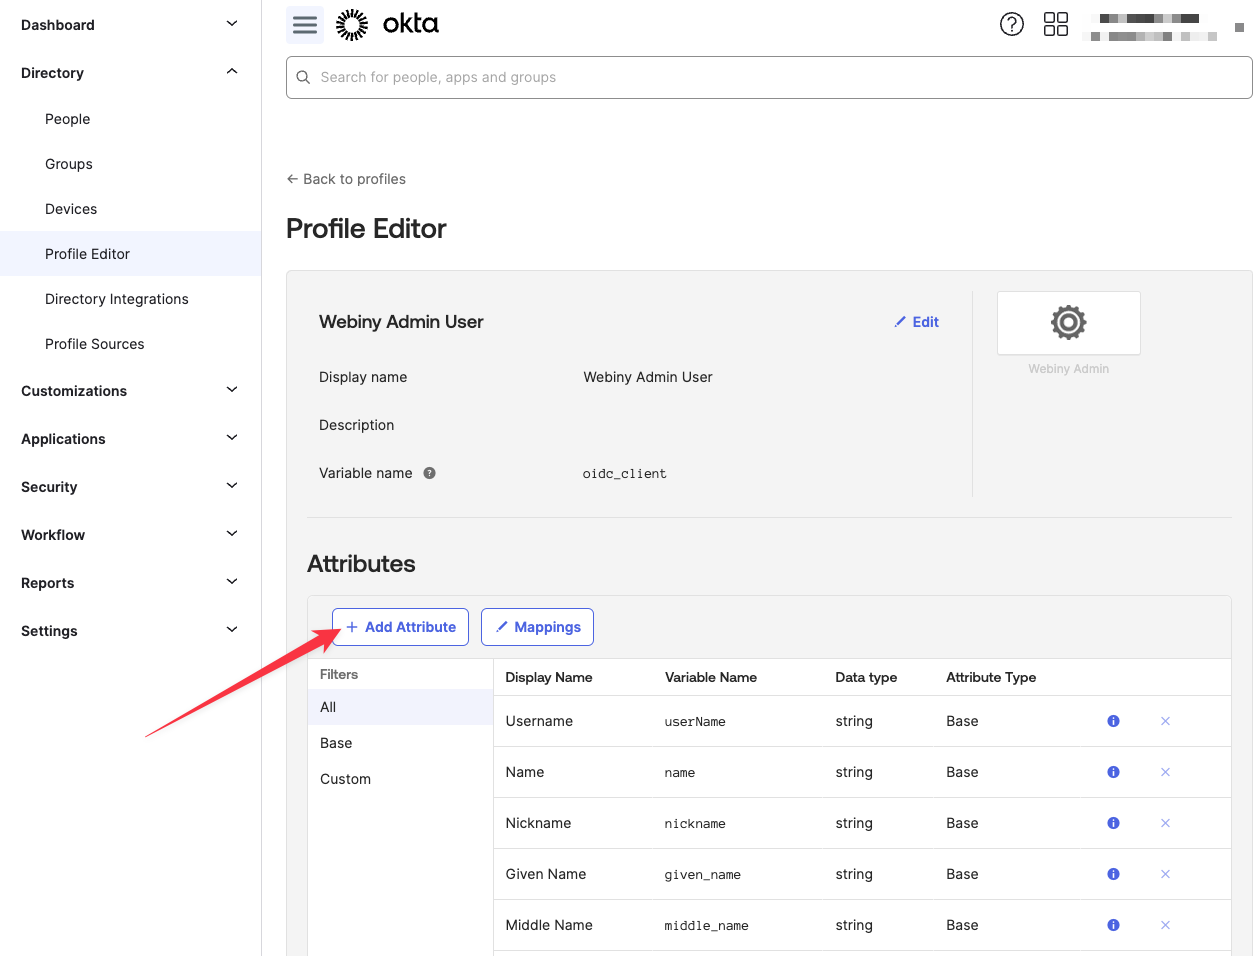 Dashboard
Directory
People
Groups
Devices
Profile Editor
Directory Integrations
Profile Sources
Customizations
Applications
Security
Workflow
Reports
Settings
okta
Search for people, apps and groups
← Back to profiles
Profile Editor
Webiny Admin User
Edit
Display name Webiny Admin User
Description
Variable name oidc_client
Webiny Admin
Attributes
+ Add Attribute Mappings
Filters
All
Base
Custom
Display Name Variable Name Data type Attribute Type
Username userName string Base
Name name string Base
Nickname nickname string Base
Given Name given_name string Base
Middle Name middle_name string Base